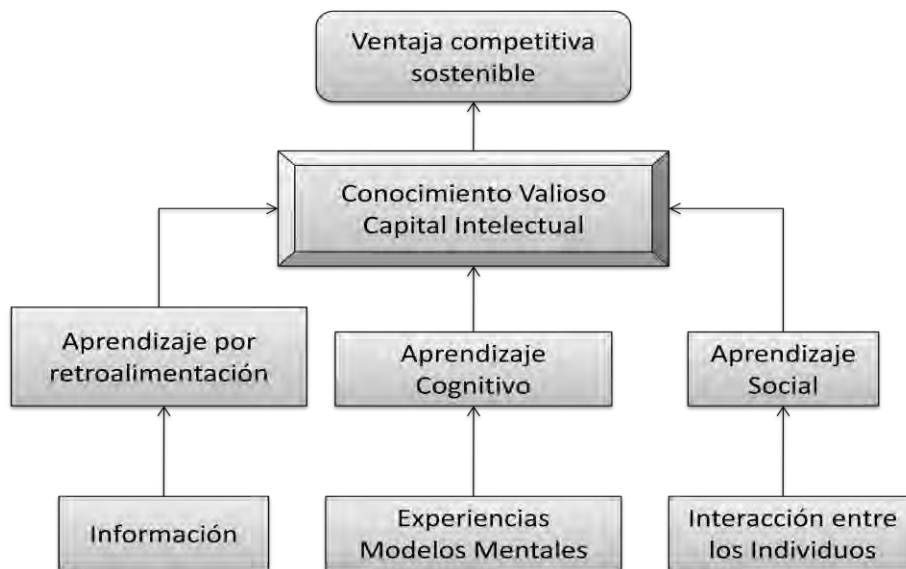 Ventaja competitiva
sostenible
Conocimiento Valioso
Capital Intelectual
Aprendizaje por
retroalimentación
Aprendizaje
Cognitivo
Aprendizaje
Social
Información
Experiencias
Modelos Mentales
Interacción entre
los Individuos